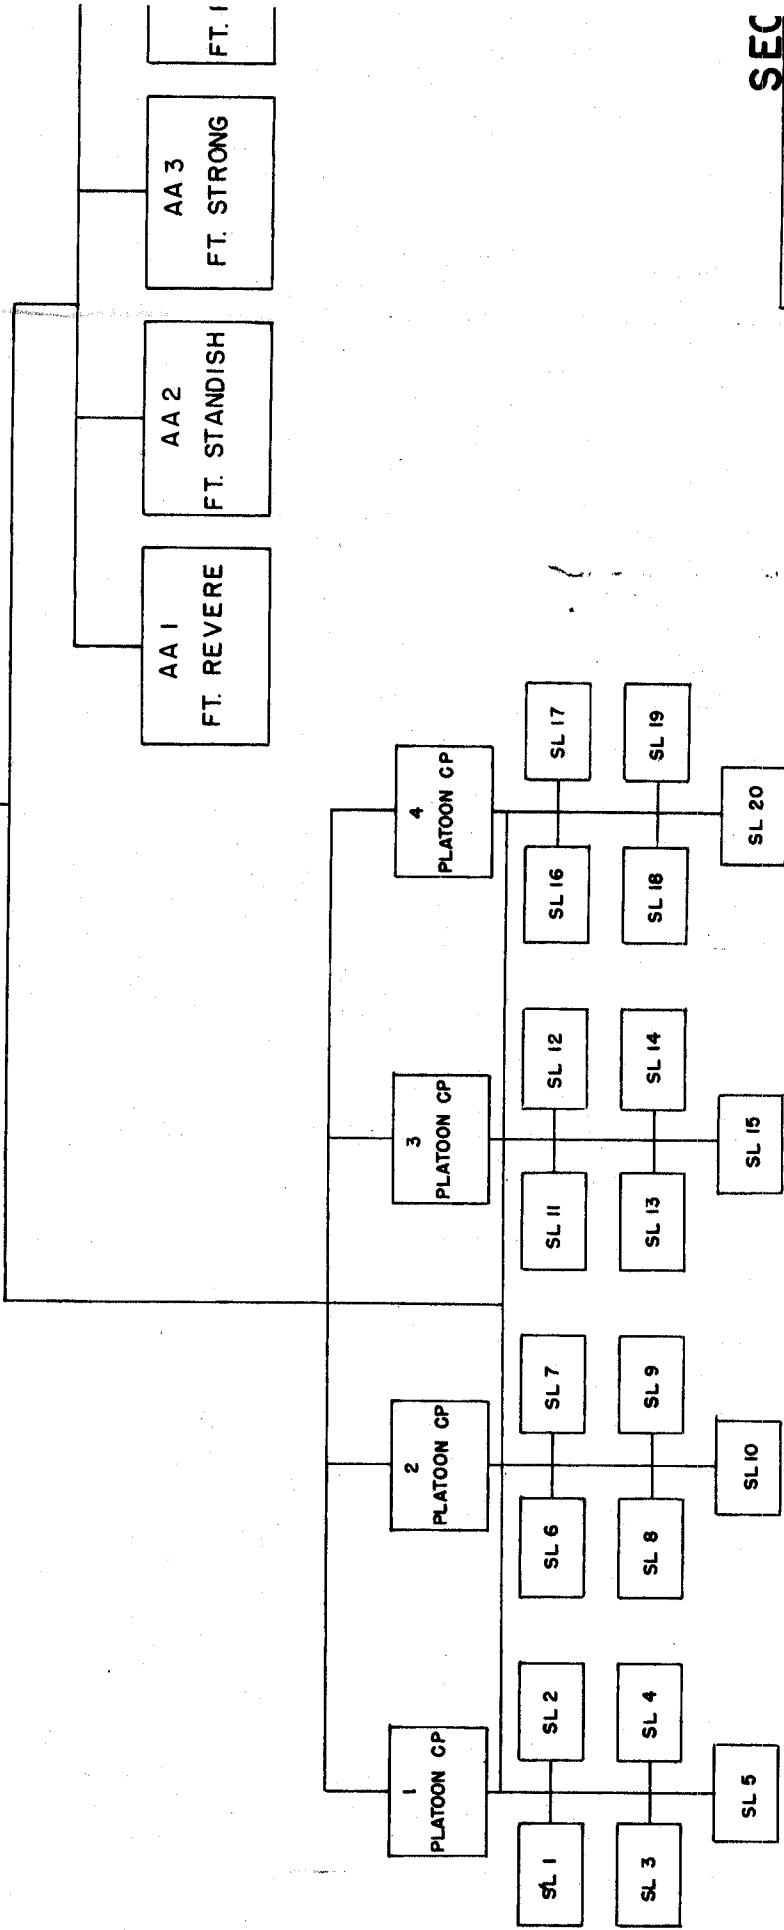 AA 1
FT. REVERE
AA 2
FT. STANDISH
AA 3
FT. STRONG
FT.
1
PLATOON CP
2
PLATOON CP
3
PLATOON CP
4
PLATOON CP
SL 1
SL 2
SL 6
SL 7
SL 11
SL 12
SL 16
SL 17
SL 3
SL 4
SL 8
SL 9
SL 13
SL 14
SL 18
SL 19
SL 5
SL 10
SL 15
SL 20
SEC